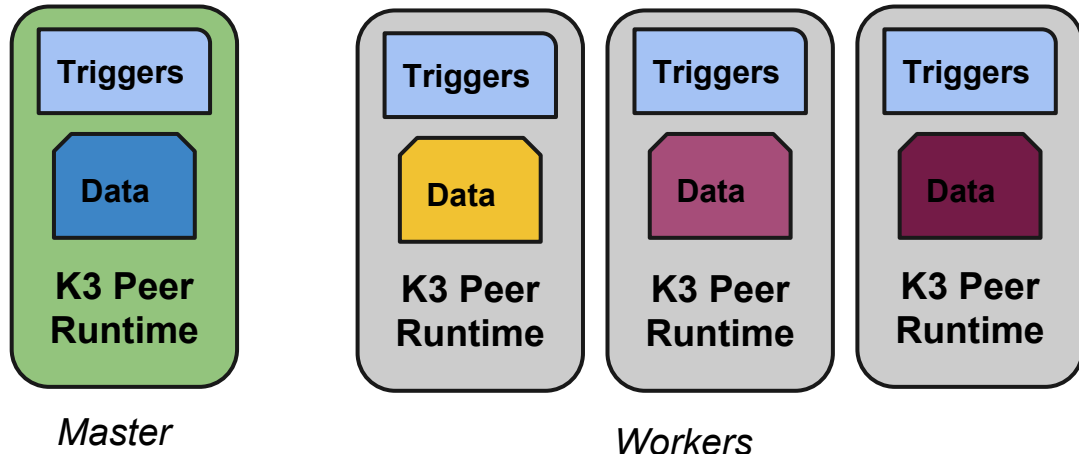 Triggers
Data
K3 Peer
Runtime
Master
Triggers
Data
K3 Peer
Runtime
Triggers
Data
K3 Peer
Runtime
Triggers
Data
K3 Peer
Runtime
Workers